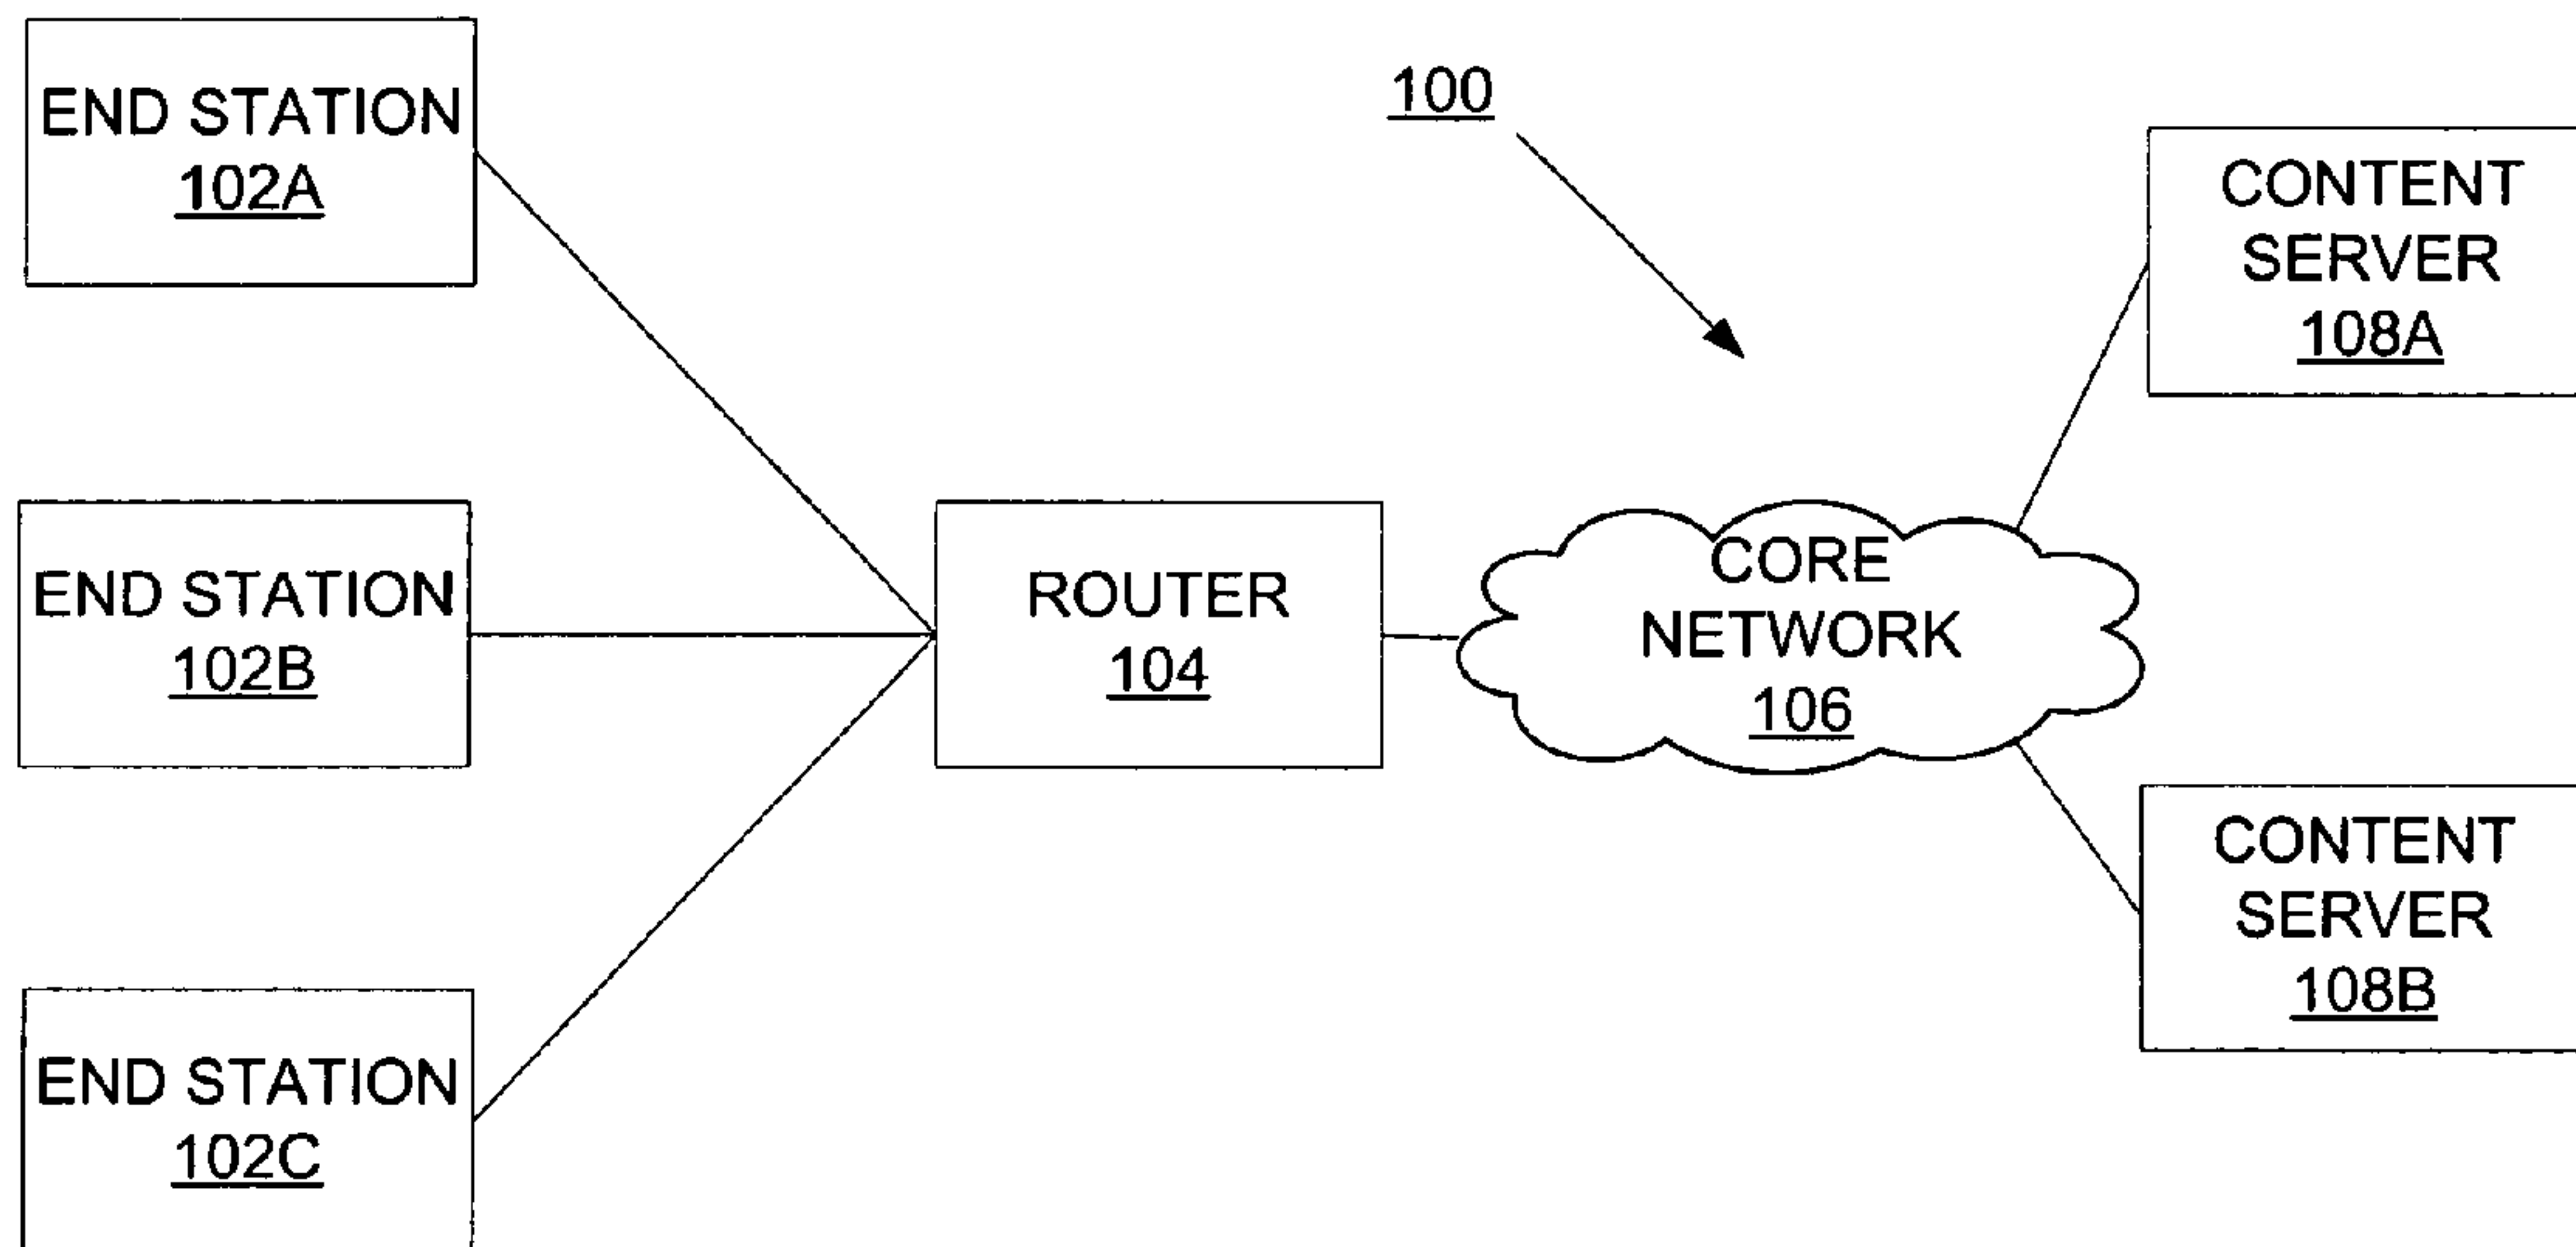 END STATION
102A
100
CONTENT
SERVER
108A
END STATION
102B
ROUTER
104
CORE
NETWORK
106
CONTENT
SERVER
108B
END STATION
102C